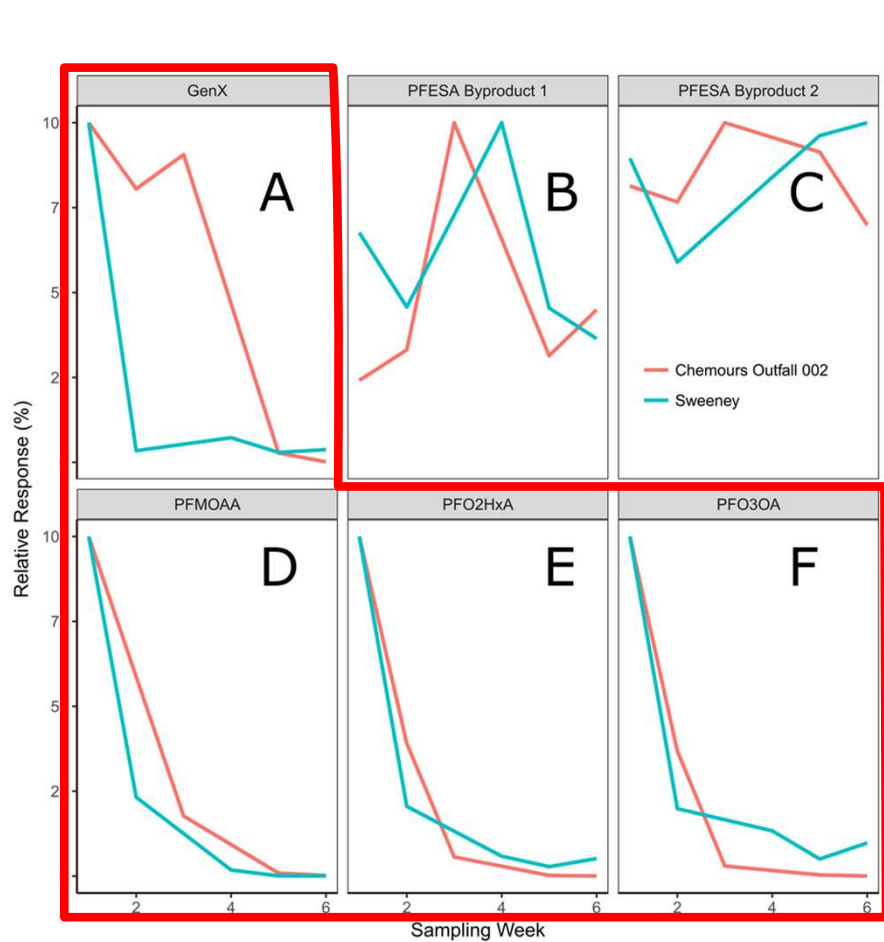 GenX
PFESA Byproduct 1
PFESA Byproduct 2
A
B
C
10
7
5
2
Chemours Outfall 002
Sweeney
Relative Response (%)
PFMOAA
PFO2HxA
PFO3OA
D
E
F
10
7
5
2
2 4 6
2 4 6
2 4 6
Sampling Week